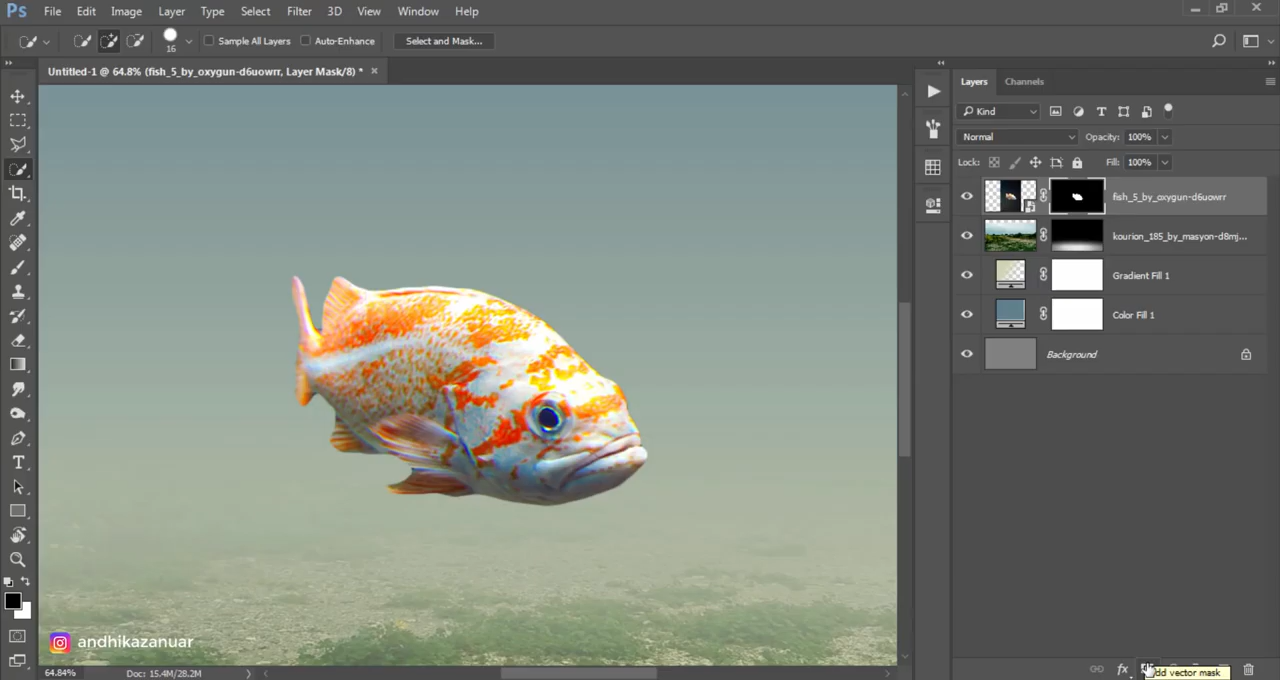 Ps File Edit Image Layer Type Select Filter 3D View Window Help
16 Sample All Layers Auto-Enhance Select and Mask...
Untitled-1 @ 64.8% (fish_5_by_oxygun-d6uowrr, Layer Mask/8) *
Layers Channels
Kind
Normal Opacity: 100%
Lock: Fill: 100%
fish_5_by_oxygun-d6uowrr
kourion_185_by_masyon-d8mj...
Gradient Fill 1
Color Fill 1
Background
andhikazanuar
64.84% Doc: 15.4M/28.2M
fx
vector mask